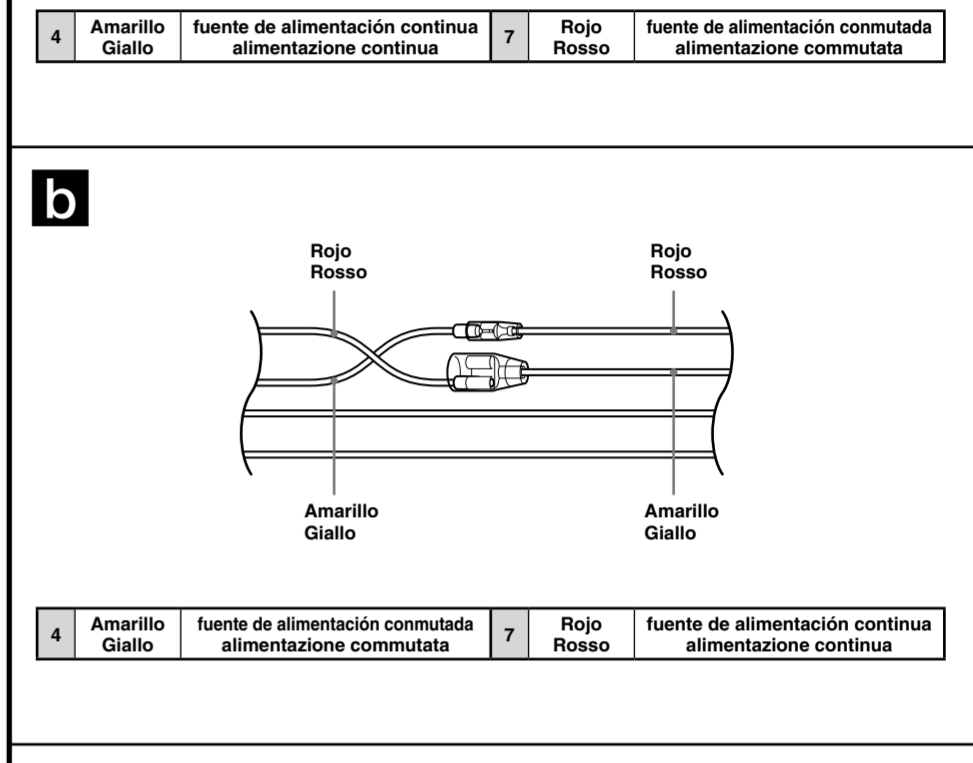 4 Amarillo fuente de alimentación continua 7 Rojo fuente de alimentación conmutada
Giallo alimentazione continua Rosso alimentazione commutata
b
Rojo Rojo
Rosso Rosso
Amarillo Amarillo
Giallo Giallo
4 Amarillo fuente de alimentación conmutada 7 Rojo fuente de alimentación continua
Giallo alimentazione commutata Rosso alimentazione continua